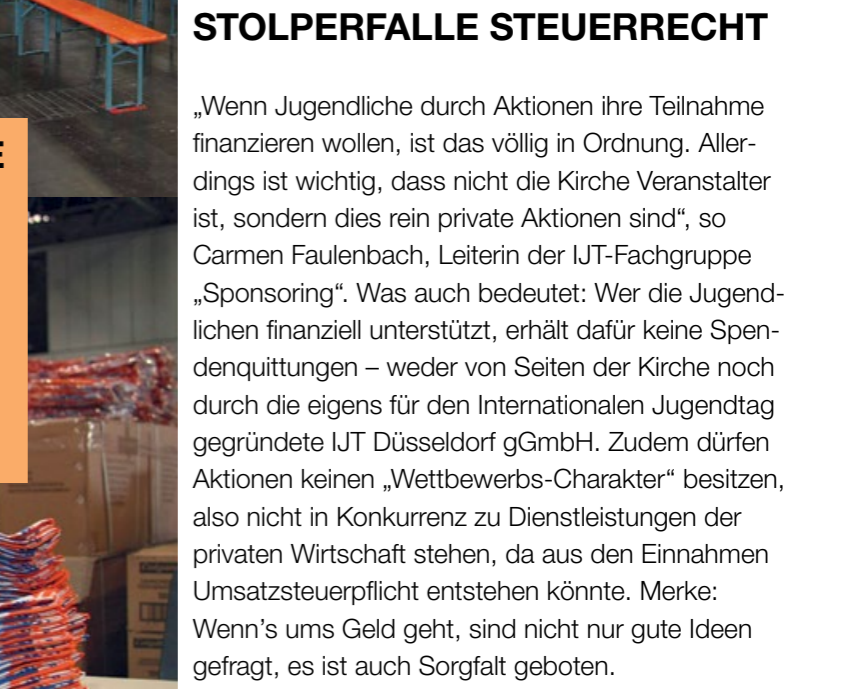 STOLPERFALLE STEUERRECHT
„Wenn Jugendliche durch Aktionen ihre Teilnahme
finanzieren wollen, ist das völlig in Ordnung. Aller-
dings ist wichtig, dass nicht die Kirche Veranstalter
ist, sondern dies rein private Aktionen sind“, so
Carmen Faulenbach, Leiterin der IJT-Fachgruppe
„Sponsoring“. Was auch bedeutet: Wer die Jugend-
lichen finanziell unterstützt, erhält dafür keine Spen-
denquittungen – weder von Seiten der Kirche noch
durch die eigens für den Internationalen Jugendtag
gegründete IJT Düsseldorf gGmbH. Zudem dürfen
Aktionen keinen „Wettbewerbs-Charakter“ besitzen,
also nicht in Konkurrenz zu Dienstleistungen der
privaten Wirtschaft stehen, da aus den Einnahmen
Umsatzsteuerpflicht entstehen könnte. Merke:
Wenn’s ums Geld geht, sind nicht nur gute Ideen
gefragt, es ist auch Sorgfalt geboten.